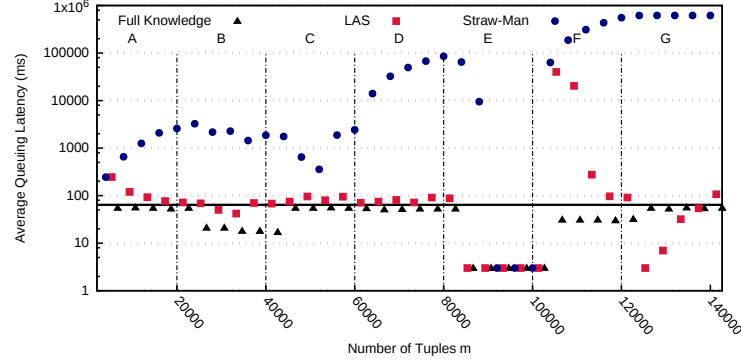 1x10⁶
Full Knowledge LAS Straw-Man
A B C D E F G
100000
10000
1000
100
10
1
Average Queuing Latency (ms)
20000 40000 60000 80000 100000 120000 140000
Number of Tuples m